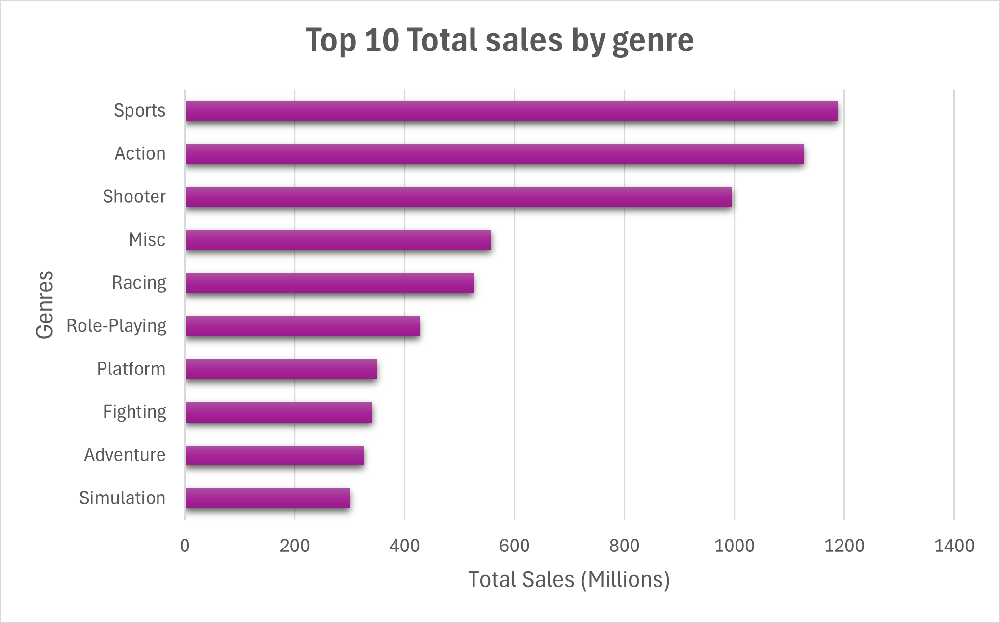 Top 10 Total sales by genre
Sports
Action
Shooter
Misc
Racing
Role-Playing
Platform
Fighting
Adventure
Simulation
Genres
0 200 400 600 800 1000 1200 1400
Total Sales (Millions)